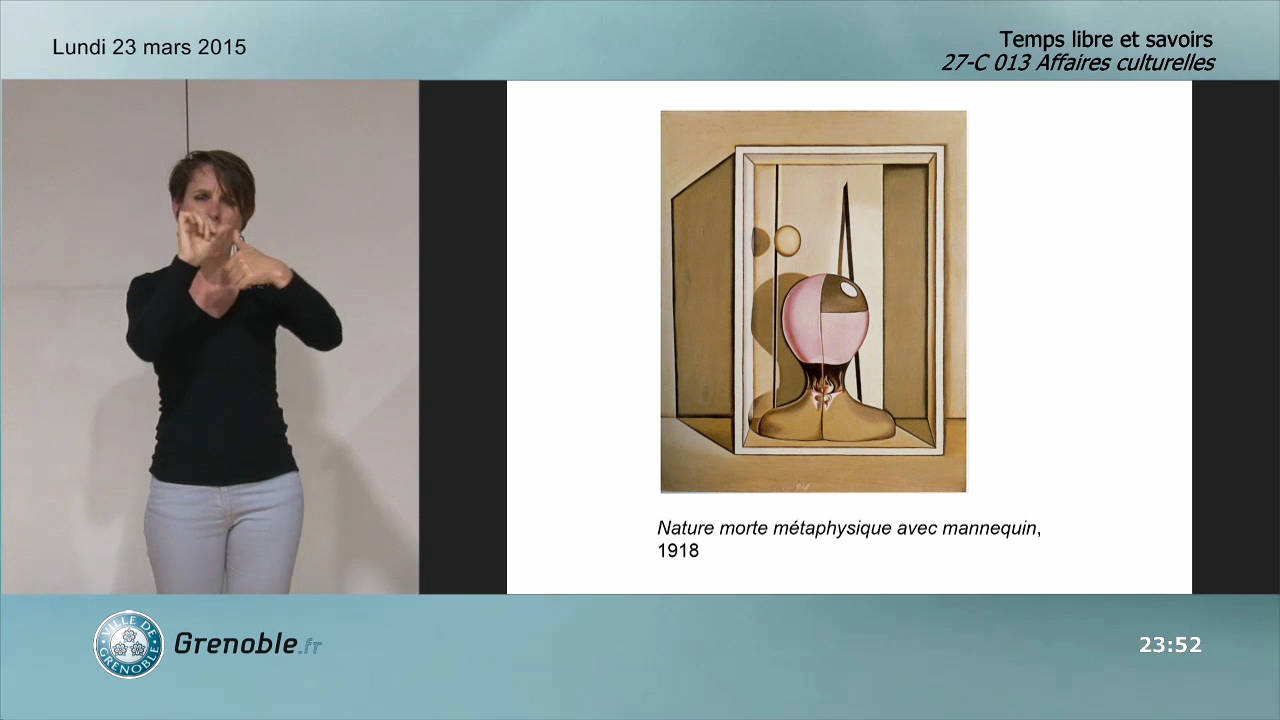 Lundi 23 mars 2015
Temps libre et savoirs
27-C 013 Affaires culturelles
Nature morte métaphysique avec mannequin,
1918
VILLE DE GRENOBLE
Grenoble.fr
23:52